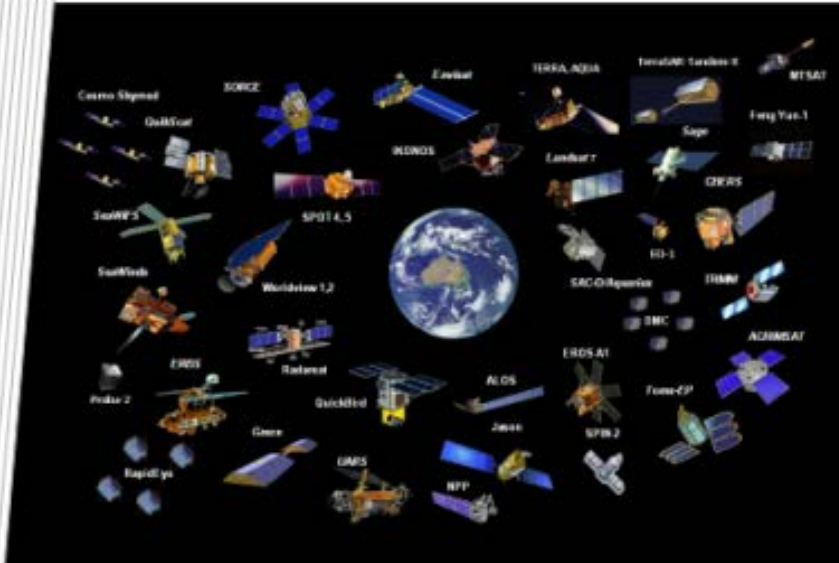 SORCE
Envisat
TERRA, AQUA
TerraSAR Tandem-X
MTSAT
Cosmo Skymed
QuikScat
IKONOS
Landsat 7
Sage
Feng Yun-1
CBERS
SeaWiFS
SPOT 4, 5
EO-1
SeaWinds
Worldview 1,2
SAC-D/Aquarius
TRMM
DMC
ACRIMSAT
ERBS
Radarsat
EROS A1
Proba-2
QuickBird
ALOS
Toms-EP
Grace
Jason
SPIN-2
RapidEye
UARS
NPP